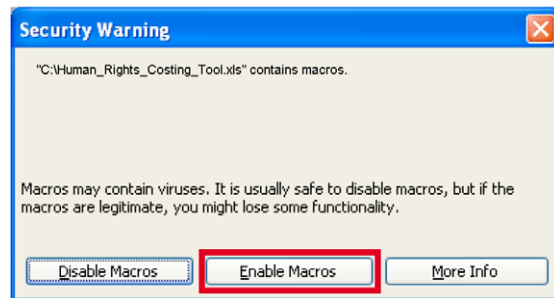 Security Warning
"C:\Human_Rights_Costing_Tool.xls" contains macros.
Macros may contain viruses. It is usually safe to disable macros, but if the
macros are legitimate, you might lose some functionality.
Disable Macros
Enable Macros
More Info